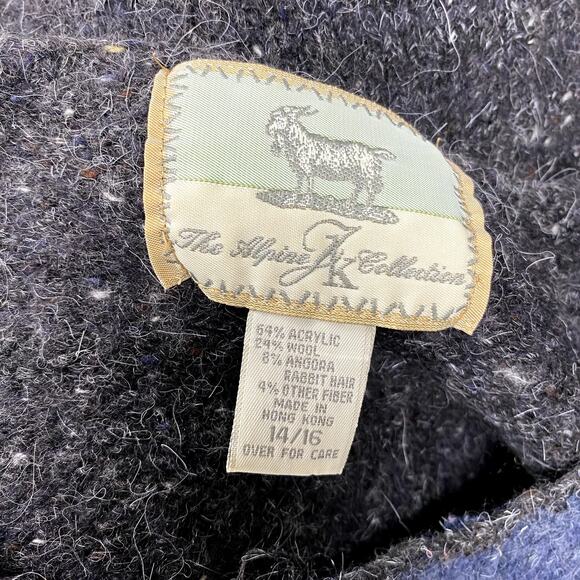 The Alpine JK Collection
64% ACRYLIC
24% WOOL
8% ANGORA
RABBIT HAIR
4% OTHER FIBER
MADE IN
HONG KONG
14/16
OVER FOR CARE